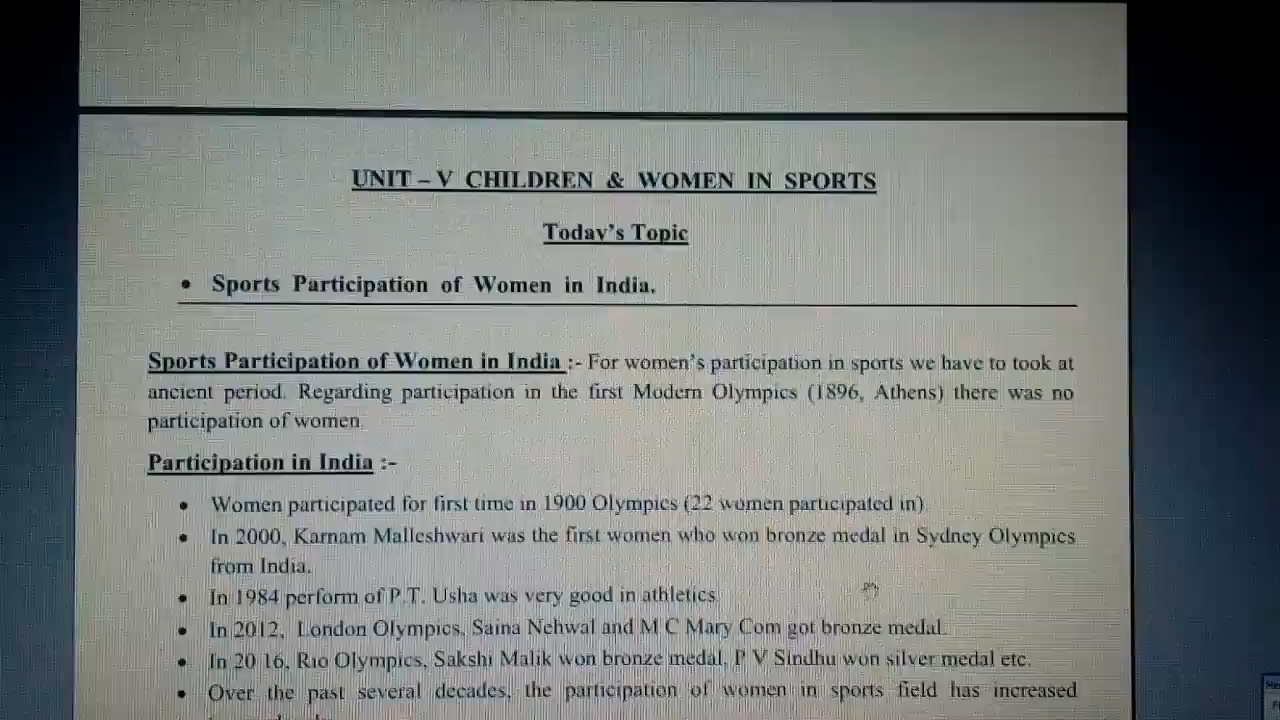 UNIT – V CHILDREN & WOMEN IN SPORTS
Today's Topic
• Sports Participation of Women in India.
Sports Participation of Women in India :- For women's participation in sports we have to took at
ancient period. Regarding participation in the first Modern Olympics (1896, Athens) there was no
participation of women.
Participation in India :-
• Women participated for first time in 1900 Olympics (22 women participated in)
• In 2000, Karnam Malleshwari was the first women who won bronze medal in Sydney Olympics
from India.
• In 1984 perform of P.T. Usha was very good in athletics.
• In 2012, London Olympics, Saina Nehwal and M C Mary Com got bronze medal.
• In 20 16, Rio Olympics, Sakshi Malik won bronze medal, P V Sindhu won silver medal etc.
• Over the past several decades, the participation of women in sports field has increased